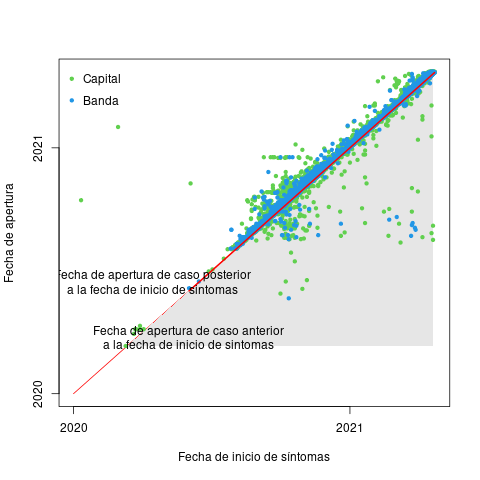 Capital
Banda
2021
Fecha de apertura
fecha de apertura de caso posterior
a la fecha de inicio de síntomas
Fecha de apertura de caso anterior
a la fecha de inicio de sintomas
2020
2020
2021
Fecha de inicio de síntomas